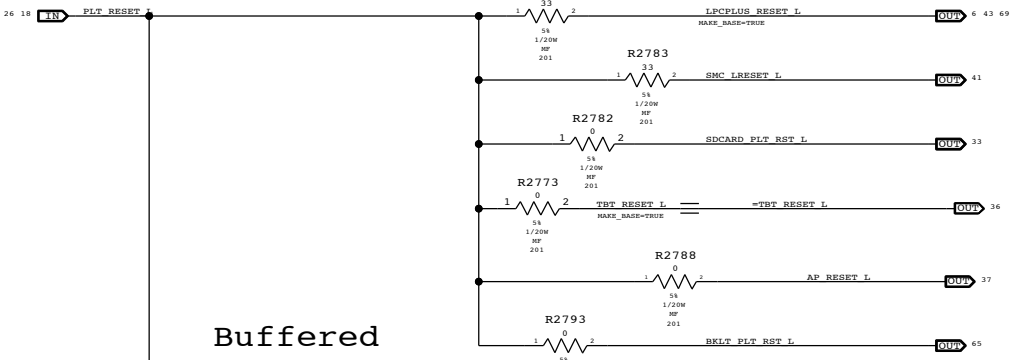 26 18 IN PLT_RESET_L
33
1 2 LPCPLUS_RESET_L OUT 6 43 69
MAKE_BASE=TRUE
5%
1/20W
MF
201
R2783
33
1 2 SMC_LRESET_L OUT 41
5%
1/20W
MF
201
R2782
0
1 2 SDCARD_PLT_RST_L OUT 33
5%
1/20W
MF
201
R2773
0
1 2 TBT_RESET_L =TBT_RESET_L OUT 36
MAKE_BASE=TRUE
5%
1/20W
MF
201
R2788
0
1 2 AP_RESET_L OUT 37
5%
1/20W
MF
201
R2793
0
1 2 BKLT_PLT_RST_L OUT 65
5%
Buffered